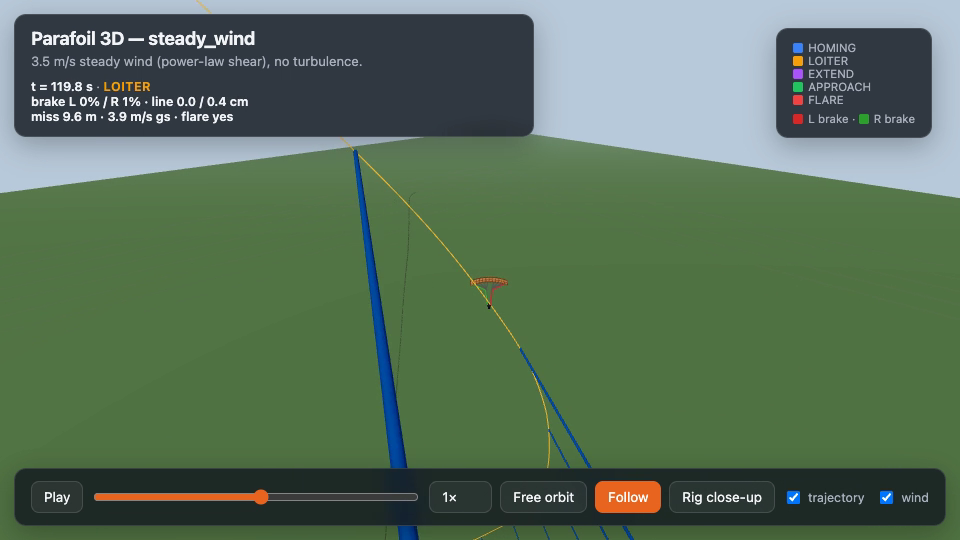 Parafoil 3D — steady_wind
3.5 m/s steady wind (power-law shear), no turbulence.
t = 119.8 s · LOITER
brake L 0% / R 1% · line 0.0 / 0.4 cm
miss 9.6 m · 3.9 m/s gs · flare yes
HOMING
LOITER
EXTEND
APPROACH
FLARE
L brake · R brake
Play
1×
Free orbit
Follow
Rig close-up
trajectory
wind